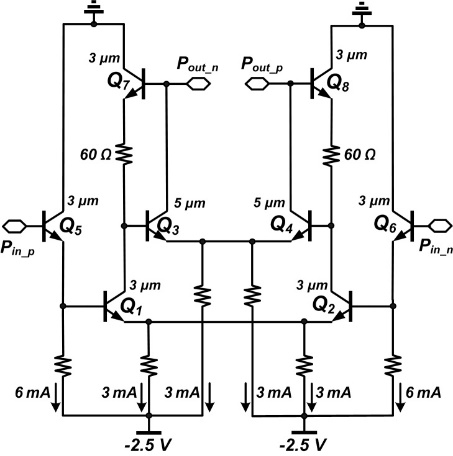 3 μm
3 μm
Q7
Pout_n
Pout_p
Q8
60 Ω
60 Ω
3 μm
5 μm
5 μm
3 μm
Q5
Q3
Q4
Q6
Pin_p
Pin_n
3 μm
3 μm
Q1
Q2
6 mA
3 mA
3 mA
3 mA
3 mA
6 mA
-2.5 V
-2.5 V